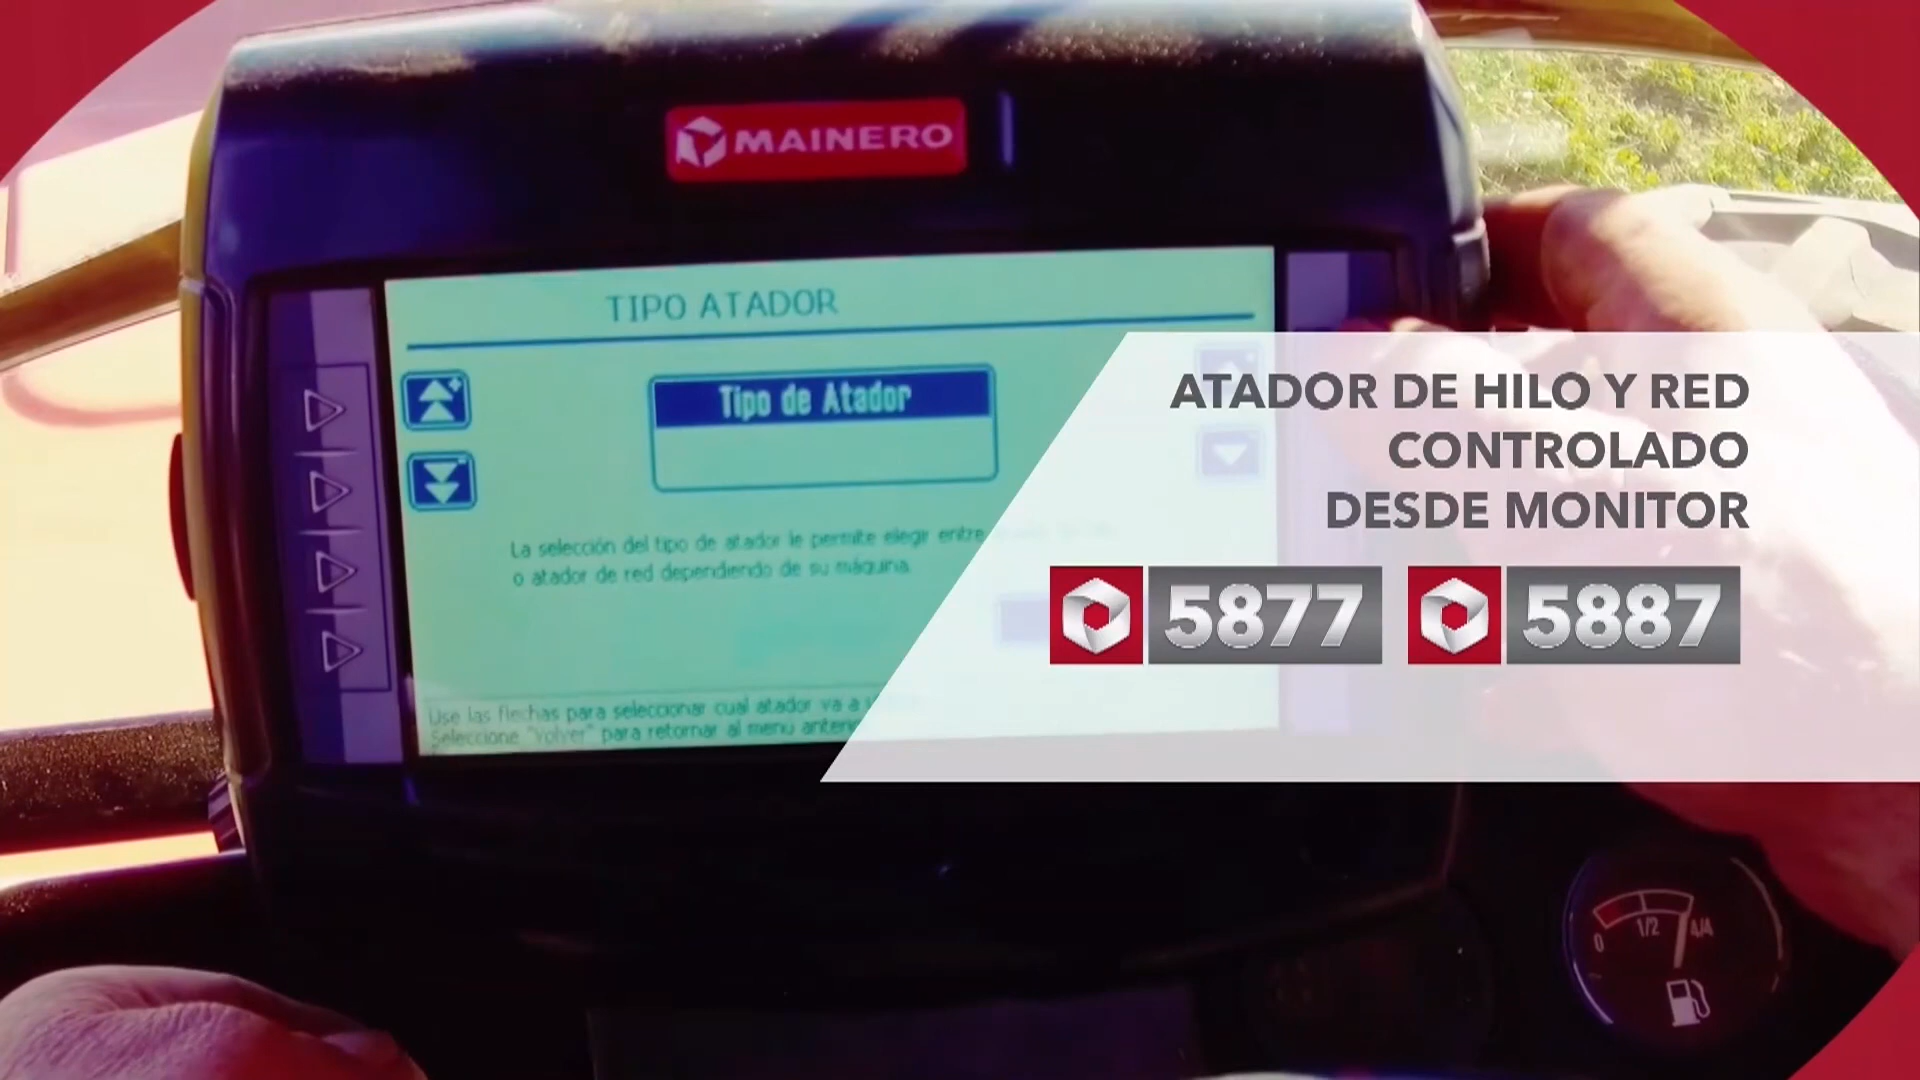 MAINERO
TIPO ATADOR
Tipo de Atador
La selección del tipo de atador le permite elegir entre
o atador de red dependiendo de su máquina.
Use las flechas para seleccionar cual atador va a
Seleccione "Volver" para retornar al menu
ATADOR DE HILO Y RED
CONTROLADO
DESDE MONITOR
5877 5887
0 1/2 4/4